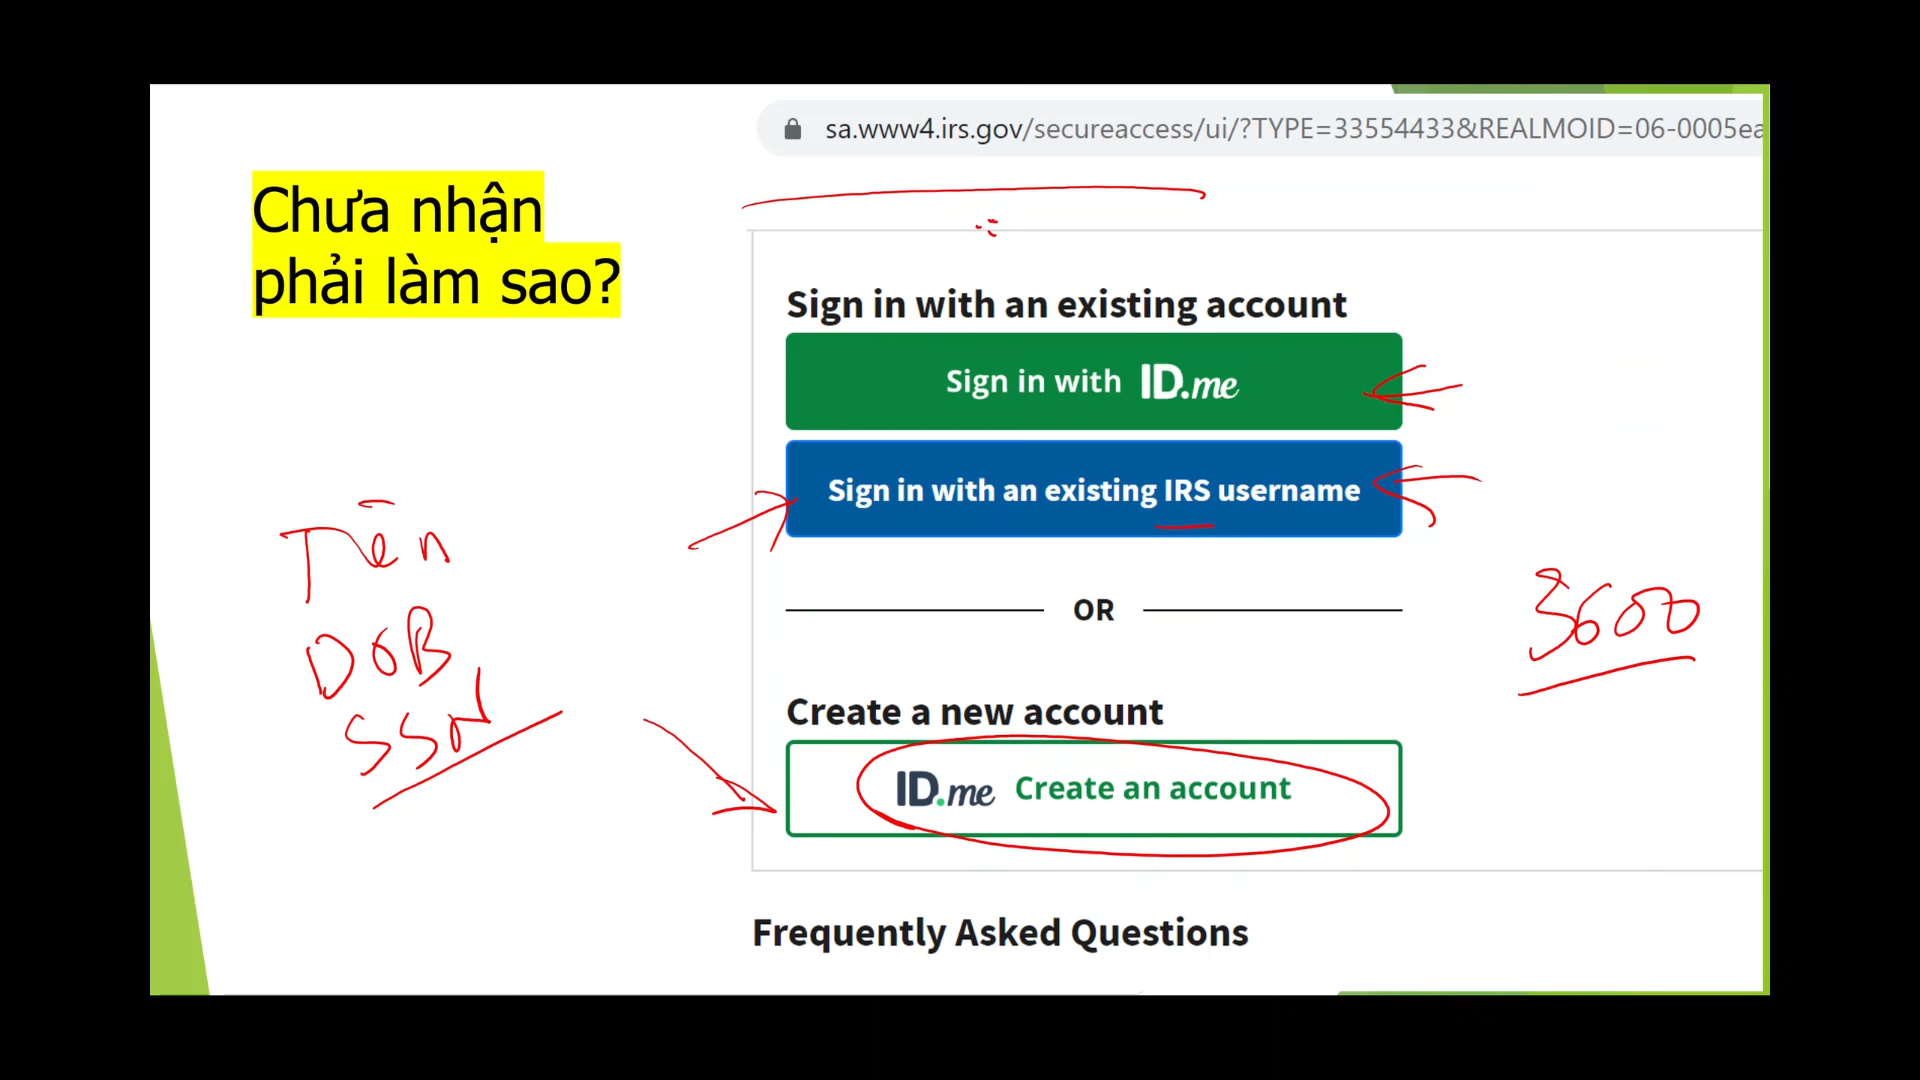 sa.www4.irs.gov/secureaccess/ui/?TYPE=33554433&REALMOID=06-0005ea
Chưa nhận
phải làm sao?
Sign in with an existing account
Sign in with ID.me
Sign in with an existing IRS username
Tên
DOB
SSN
OR
3600
Create a new account
ID.me Create an account
Frequently Asked Questions